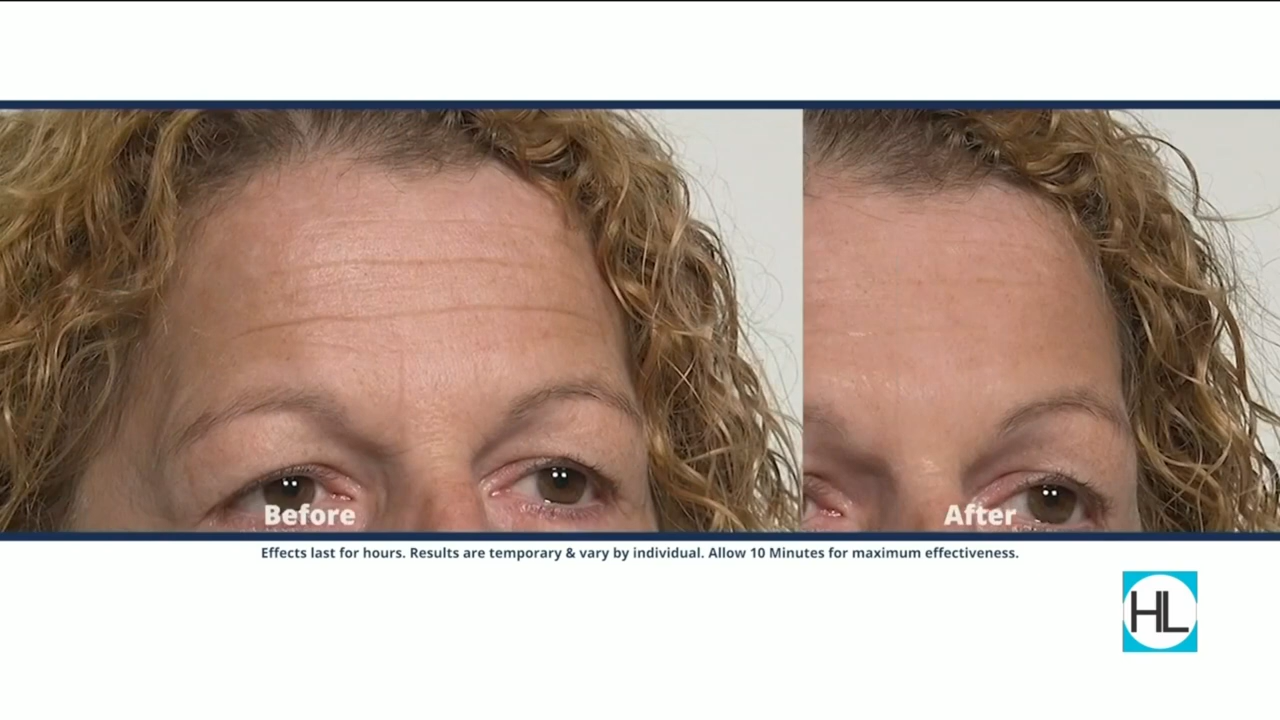 Before
After
Effects last for hours. Results are temporary & vary by individual. Allow 10 Minutes for maximum effectiveness.
HL